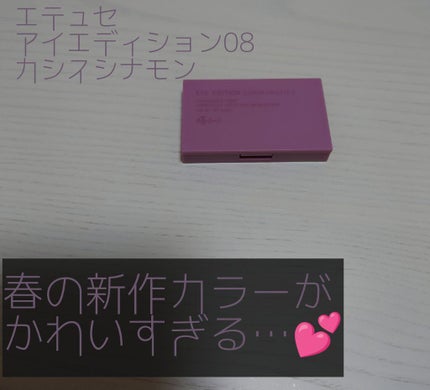 エテュセ
アイエディション08
カシスシナモン
春の新作カラーが
かわいすぎる…💕